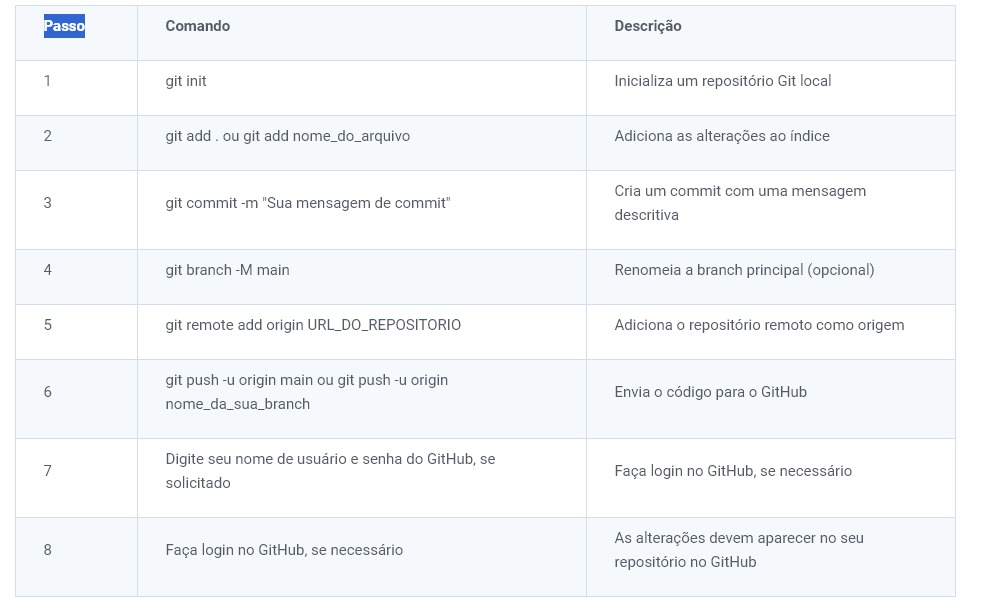 Passo Comando Descrição
1 git init Inicializa um repositório Git local
2 git add . ou git add nome_do_arquivo Adiciona as alterações ao índice
3 git commit -m "Sua mensagem de commit" Cria um commit com uma mensagem
descritiva
4 git branch -M main Renomeia a branch principal (opcional)
5 git remote add origin URL_DO_REPOSITORIO Adiciona o repositório remoto como origem
6 git push -u origin main ou git push -u origin
nome_da_sua_branch Envia o código para o GitHub
7 Digite seu nome de usuário e senha do GitHub, se
solicitado Faça login no GitHub, se necessário
8 Faça login no GitHub, se necessário As alterações devem aparecer no seu
repositório no GitHub